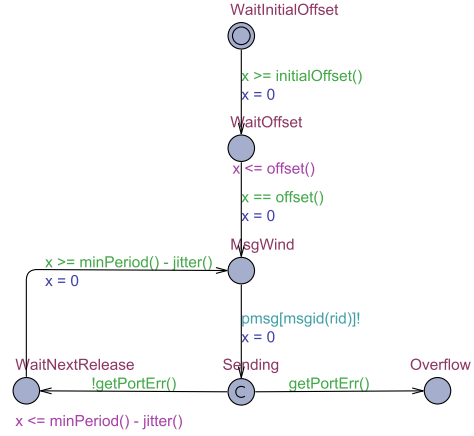 WaitInitialOffset
x >= initialOffset()
x = 0
WaitOffset
x <= offset()
x == offset()
x = 0
MsgWind
x >= minPeriod() - jitter()
x = 0
pmsg[msgid(rid)]!
x = 0
WaitNextRelease
Sending
Overflow
!getPortErr()
getPortErr()
C
x <= minPeriod() - jitter()